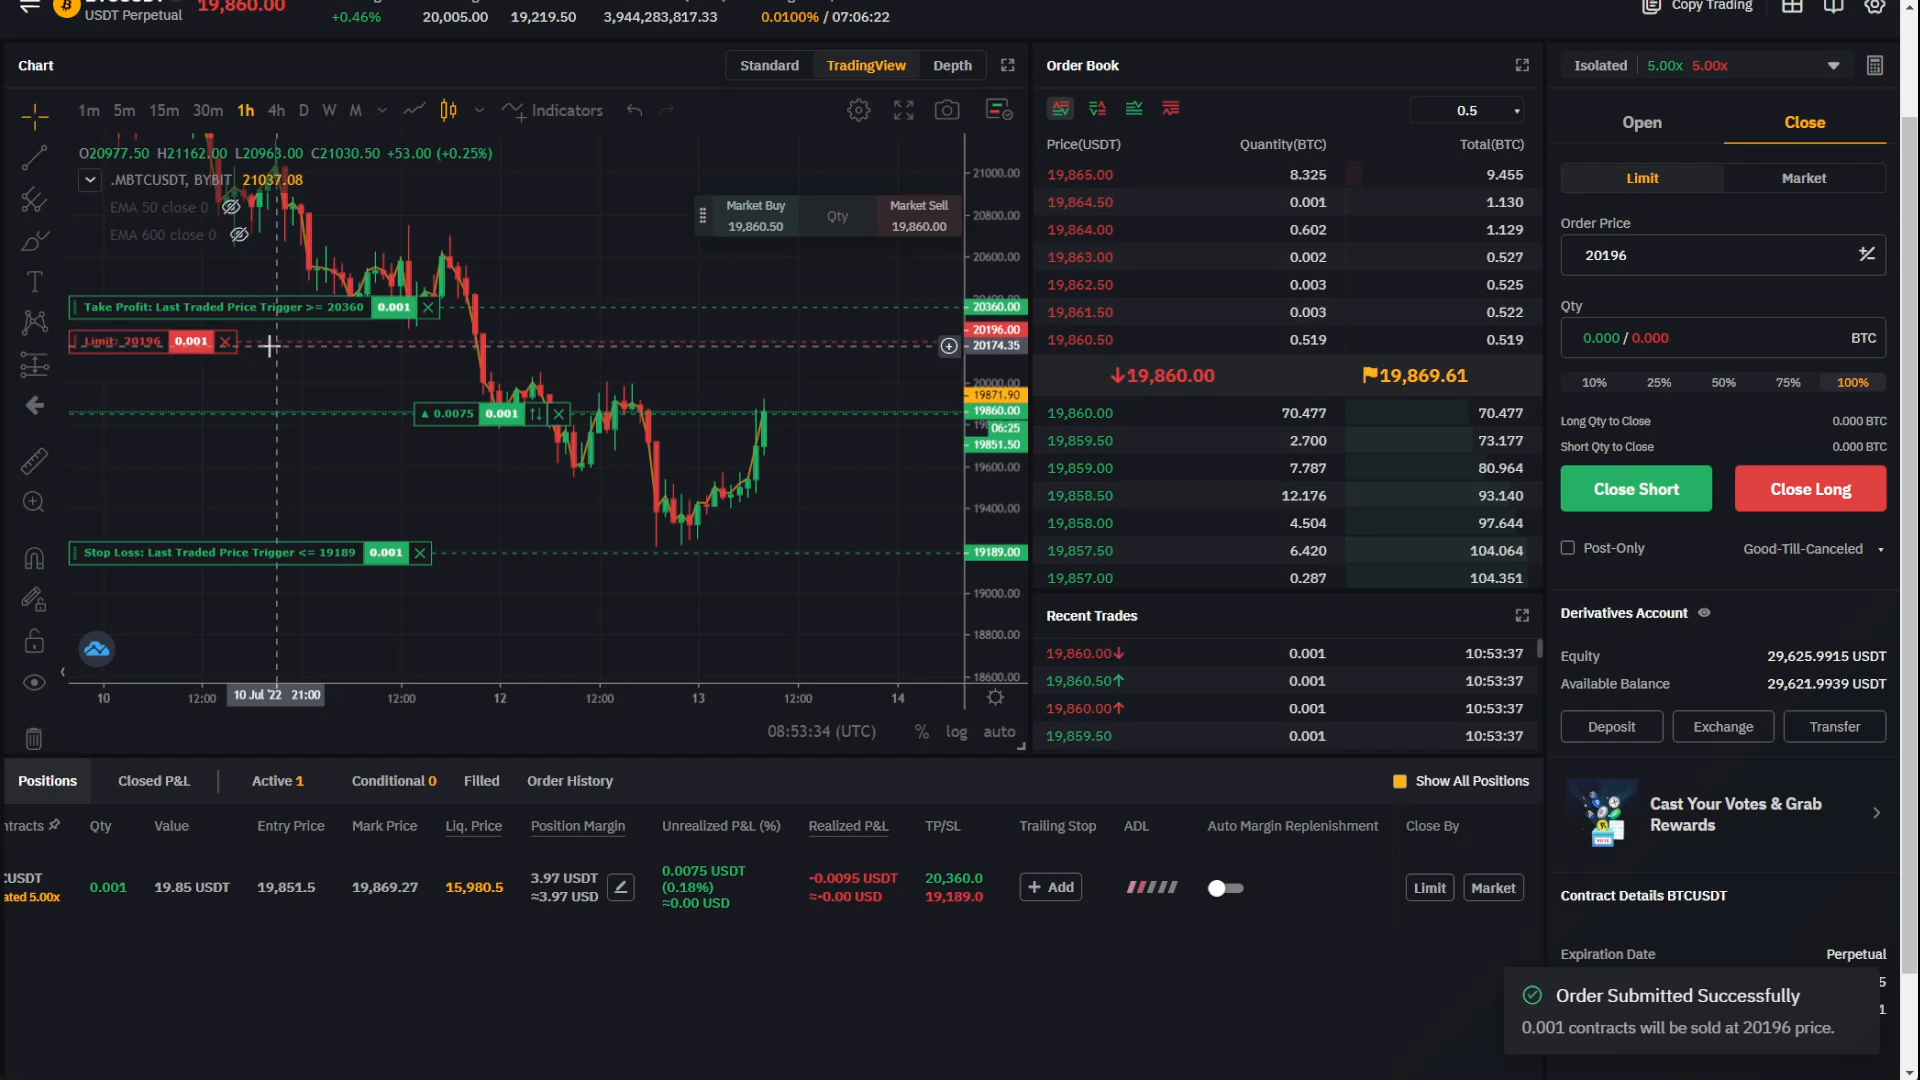 USDT Perpetual
19,860.00
+0.46%
20,005.00
19,219.50
3,944,283,817.33
0.0100% / 07:06:22
Copy Trading
Chart
Standard
TradingView
Depth
1m 5m 15m 30m 1h 4h D W M
Indicators
O20977.50 H21162.00 L20963.00 C21030.50 +53.00 (+0.25%)
.MBTCUSDT, BYBIT 21037.08
EMA 50 close 0
EMA 600 close 0
Market Buy
19,860.50
Qty
Market Sell
19,860.00
Take Profit: Last Traded Price Trigger >= 20360 0.001
Limit: 20196 0.001
0.0075 0.001
Stop Loss: Last Traded Price Trigger <= 19189 0.001
21000.00
20800.00
20600.00
20360.00
20196.00
20174.35
20000.00
19871.90
19860.00
06:25
19851.50
19600.00
19400.00
19189.00
19000.00
18800.00
18600.00
10
12:00
10 Jul '22 21:00
12:00
12
12:00
13
12:00
14
08:53:34 (UTC)
%
log
auto
Order Book
0.5
Price(USDT) Quantity(BTC) Total(BTC)
19,865.00 8.325 9.455
19,864.50 0.001 1.130
19,864.00 0.602 1.129
19,863.00 0.002 0.527
19,862.50 0.003 0.525
19,861.50 0.003 0.522
19,860.50 0.519 0.519
↓19,860.00 19,869.61
19,860.00 70.477 70.477
19,859.50 2.700 73.177
19,859.00 7.787 80.964
19,858.50 12.176 93.140
19,858.00 4.504 97.644
19,857.50 6.420 104.064
19,857.00 0.287 104.351
Recent Trades
19,860.00↓ 0.001 10:53:37
19,860.50↑ 0.001 10:53:37
19,860.00↑ 0.001 10:53:37
19,859.50 0.001 10:53:37
Isolated 5.00x 5.00x
Open
Close
Limit
Market
Order Price
20196
Qty
0.000 / 0.000 BTC
10% 25% 50% 75% 100%
Long Qty to Close 0.000 BTC
Short Qty to Close 0.000 BTC
Close Short
Close Long
Post-Only
Good-Till-Canceled
Derivatives Account
Equity 29,625.9915 USDT
Available Balance 29,621.9939 USDT
Deposit
Exchange
Transfer
Cast Your Votes & Grab
Rewards
Contract Details BTCUSDT
Expiration Date Perpetual
5
1
Order Submitted Successfully
0.001 contracts will be sold at 20196 price.
Positions
Closed P&L
Active 1
Conditional 0
Filled
Order History
Show All Positions
ntracts Qty Value Entry Price Mark Price Liq. Price Position Margin Unrealized P&L (%) Realized P&L TP/SL Trailing Stop ADL Auto Margin Replenishment Close By
CUSDT
ated 5.00x
0.001
19.85 USDT
19,851.5
19,869.27
15,980.5
3.97 USDT
≈3.97 USD
0.0075 USDT
(0.18%)
≈0.00 USD
-0.0095 USDT
≈-0.00 USD
20,360.0
19,189.0
+ Add
Limit
Market